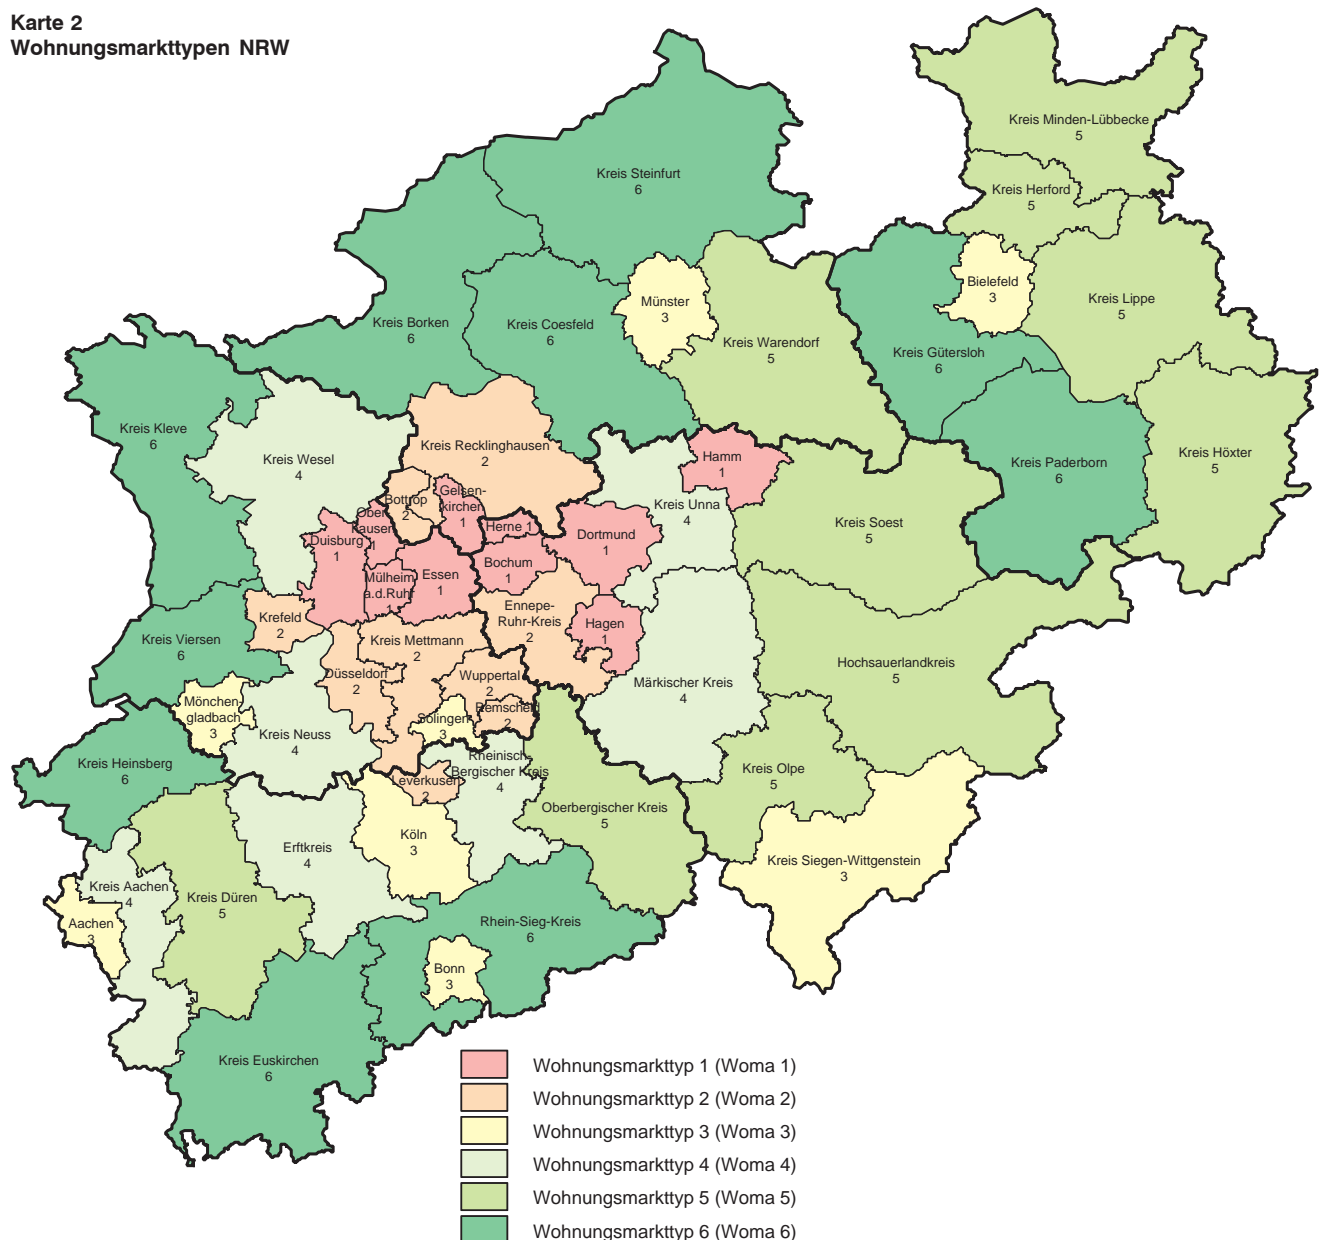 Karte 2
Wohnungsmarkttypen NRW
Kreis Minden-Lübbecke
5
Kreis Steinfurt
6
Kreis Herford
5
Bielefeld
3
Kreis Lippe
5
Münster
3
Kreis Borken
6
Kreis Coesfeld
6
Kreis Warendorf
5
Kreis Gütersloh
6
Kreis Kleve
6
Kreis Wesel
4
Kreis Recklinghausen
2
Hamm
1
Kreis Paderborn
6
Kreis Höxter
5
Bottrop
2
Gelsen-
kirchen
1
Kreis Unna
4
Kreis Soest
5
Ober-
hausen
1
Duisburg
1
Herne 1
Dortmund
1
Bochum
1
Mülheim
a.d.Ruhr
1
Essen
1
Krefeld
2
Ennepe-
Ruhr-Kreis
2
Hagen
1
Kreis Viersen
6
Kreis Mettmann
2
Düsseldorf
2
Wuppertal
2
Märkischer Kreis
4
Hochsauerlandkreis
5
Mönchen-
gladbach
3
Solingen
3
Remscheid
2
Kreis Neuss
4
Kreis Heinsberg
6
Rheinisch-
Bergischer Kreis
4
Leverkusen
2
Kreis Olpe
5
Oberbergischer Kreis
5
Köln
3
Erftkreis
4
Kreis Siegen-Wittgenstein
3
Kreis Aachen
4
Kreis Düren
5
Aachen
3
Rhein-Sieg-Kreis
6
Bonn
3
Kreis Euskirchen
6
Wohnungsmarkttyp 1 (Woma 1)
Wohnungsmarkttyp 2 (Woma 2)
Wohnungsmarkttyp 3 (Woma 3)
Wohnungsmarkttyp 4 (Woma 4)
Wohnungsmarkttyp 5 (Woma 5)
Wohnungsmarkttyp 6 (Woma 6)